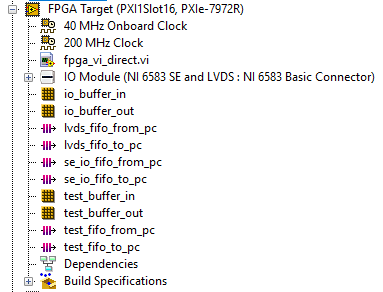 FPGA Target (PXI1Slot16, PXIe-7972R)
40 MHz Onboard Clock
200 MHz Clock
fpga_vi_direct.vi
IO Module (NI 6583 SE and LVDS : NI 6583 Basic Connector)
io_buffer_in
io_buffer_out
lvds_fifo_from_pc
lvds_fifo_to_pc
se_io_fifo_from_pc
se_io_fifo_to_pc
test_buffer_in
test_buffer_out
test_fifo_from_pc
test_fifo_to_pc
Dependencies
Build Specifications